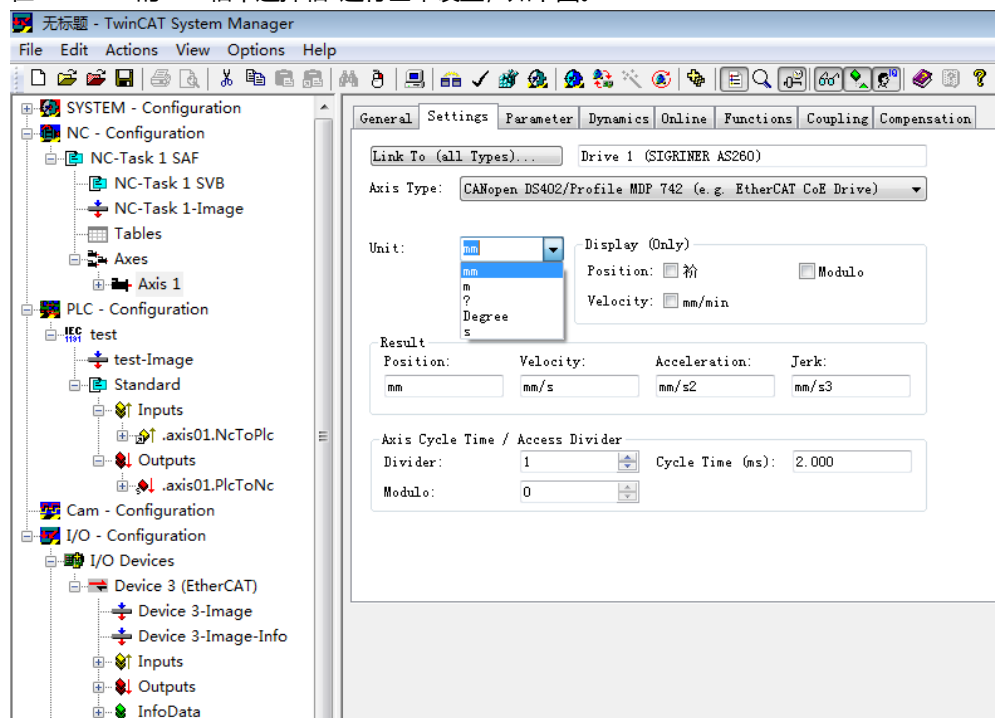 无标题 - TwinCAT System Manager
File Edit Actions View Options Help
SYSTEM - Configuration
NC - Configuration
NC-Task 1 SAF
NC-Task 1 SVB
NC-Task 1-Image
Tables
Axes
Axis 1
PLC - Configuration
test
test-Image
Standard
Inputs
.axis01.NcToPlc
Outputs
.axis01.PlcToNc
Cam - Configuration
I/O - Configuration
I/O Devices
Device 3 (EtherCAT)
Device 3-Image
Device 3-Image-Info
Inputs
Outputs
InfoData
General Settings Parameter Dynamics Online Functions Coupling Compensation
Link To (all Types)... Drive 1 (SIGRINER AS260)
Axis Type: CANopen DS402/Profile MDP 742 (e.g. EtherCAT CoE Drive)
Unit: mm
mm
m
?
Degree
s
Display (Only)
Position: Modulo
Velocity: mm/min
Result
Position: Velocity: Acceleration: Jerk:
mm mm/s mm/s2 mm/s3
Axis Cycle Time / Access Divider
Divider: 1 Cycle Time (ms): 2.000
Modulo: 0